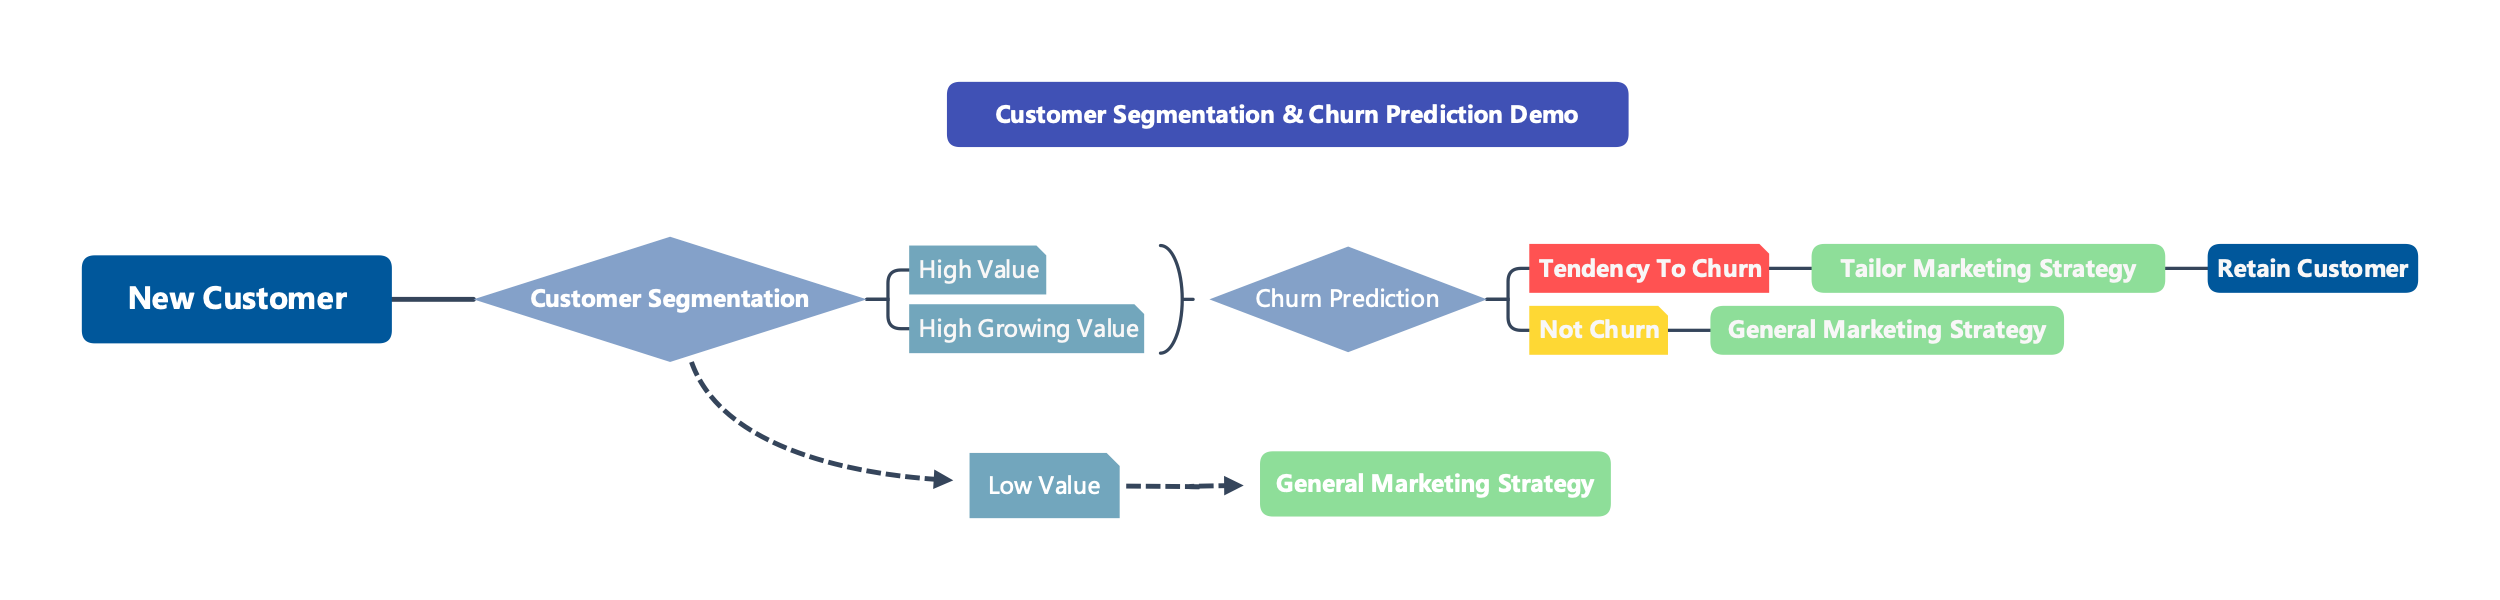 Customer Segmentation & Churn Prediction Demo
New Customer
Customer Segmentation
High Value
High Growing Value
Churn Prediction
Tendency To Churn
Tailor Marketing Strategy
Retain Customer
Not Churn
General Marketing Strategy
Low Value
General Marketing Strategy